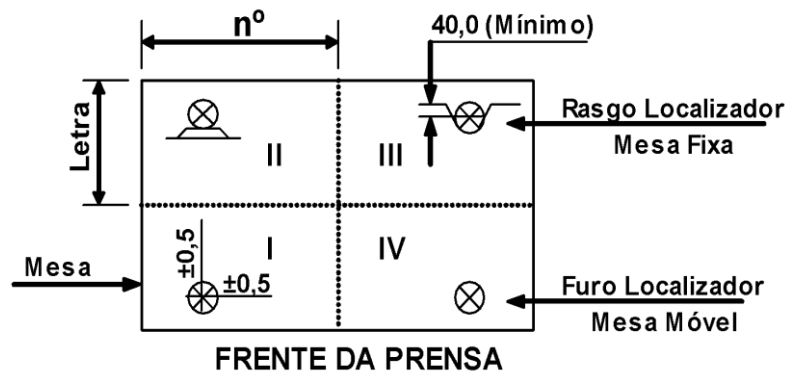 nº
40,0 (Mínimo)
Letra
Rasgo Localizador
Mesa Fixa
II
III
I
IV
±0,5
±0,5
Mesa
Furo Localizador
Mesa Móvel
FRENTE DA PRENSA